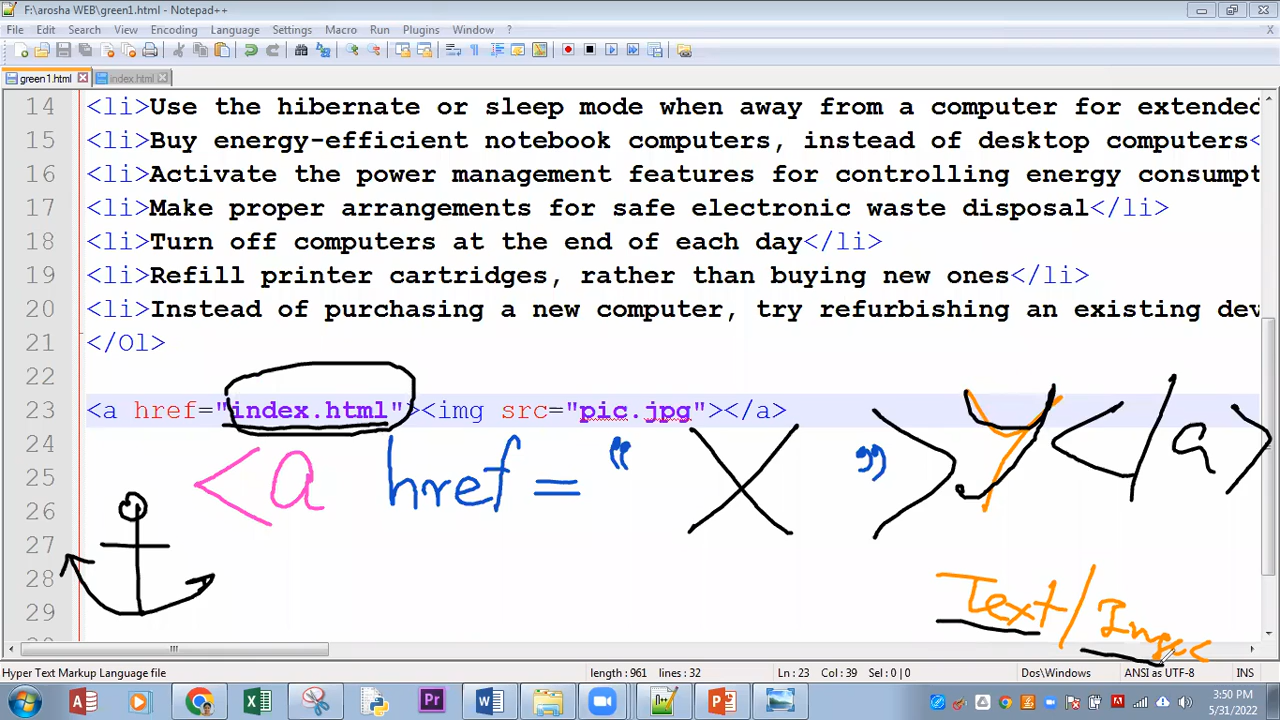 F:\arosha WEB\green1.html - Notepad++
File Edit Search View Encoding Language Settings Macro Run Plugins Window ?
X
green1.html index.html
14 <li>Use the hibernate or sleep mode when away from a computer for extended
15 <li>Buy energy-efficient notebook computers, instead of desktop computers<
16 <li>Activate the power management features for controlling energy consumpt
17 <li>Make proper arrangements for safe electronic waste disposal</li>
18 <li>Turn off computers at the end of each day</li>
19 <li>Refill printer cartridges, rather than buying new ones</li>
20 <li>Instead of purchasing a new computer, try refurbishing an existing dev
21 </Ol>
22
23 <a href="index.html"><img src="pic.jpg"></a>
24
25
26
27
28
29
<a href = “ X ” > y </a>
Text/
Hyper Text Markup Language file length : 961 lines : 32 Ln : 23 Col : 39 Sel : 0 | 0 Dos\Windows ANSI as UTF-8 INS
Pr W P
3:50 PM
5/31/2022